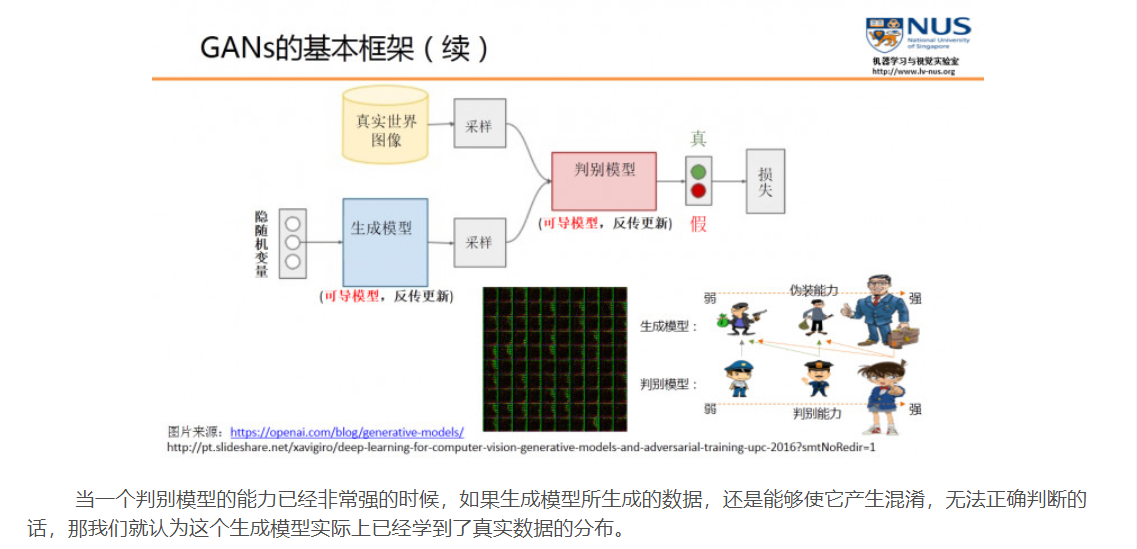 GANs的基本框架（续）
NUS
National University
of Singapore
机器学习与视觉实验室
http://www.lv-nus.org
真实世界
图像
采样
判别模型
真
假
损
失
(可导模型，反传更新)
隐
随
机
变
量
生成模型
采样
(可导模型，反传更新)
弱
伪装能力
强
生成模型：
判别模型：
弱
判别能力
强
图片来源：https://openai.com/blog/generative-models/
http://pt.slideshare.net/xavigiro/deep-learning-for-computer-vision-generative-models-and-adversarial-training-upc-2016?smtNoRedir=1
当一个判别模型的能力已经非常强的时候，如果生成模型所生成的数据，还是能够使它产生混淆，无法正确判断的
话，那我们就认为这个生成模型实际上已经学到了真实数据的分布。